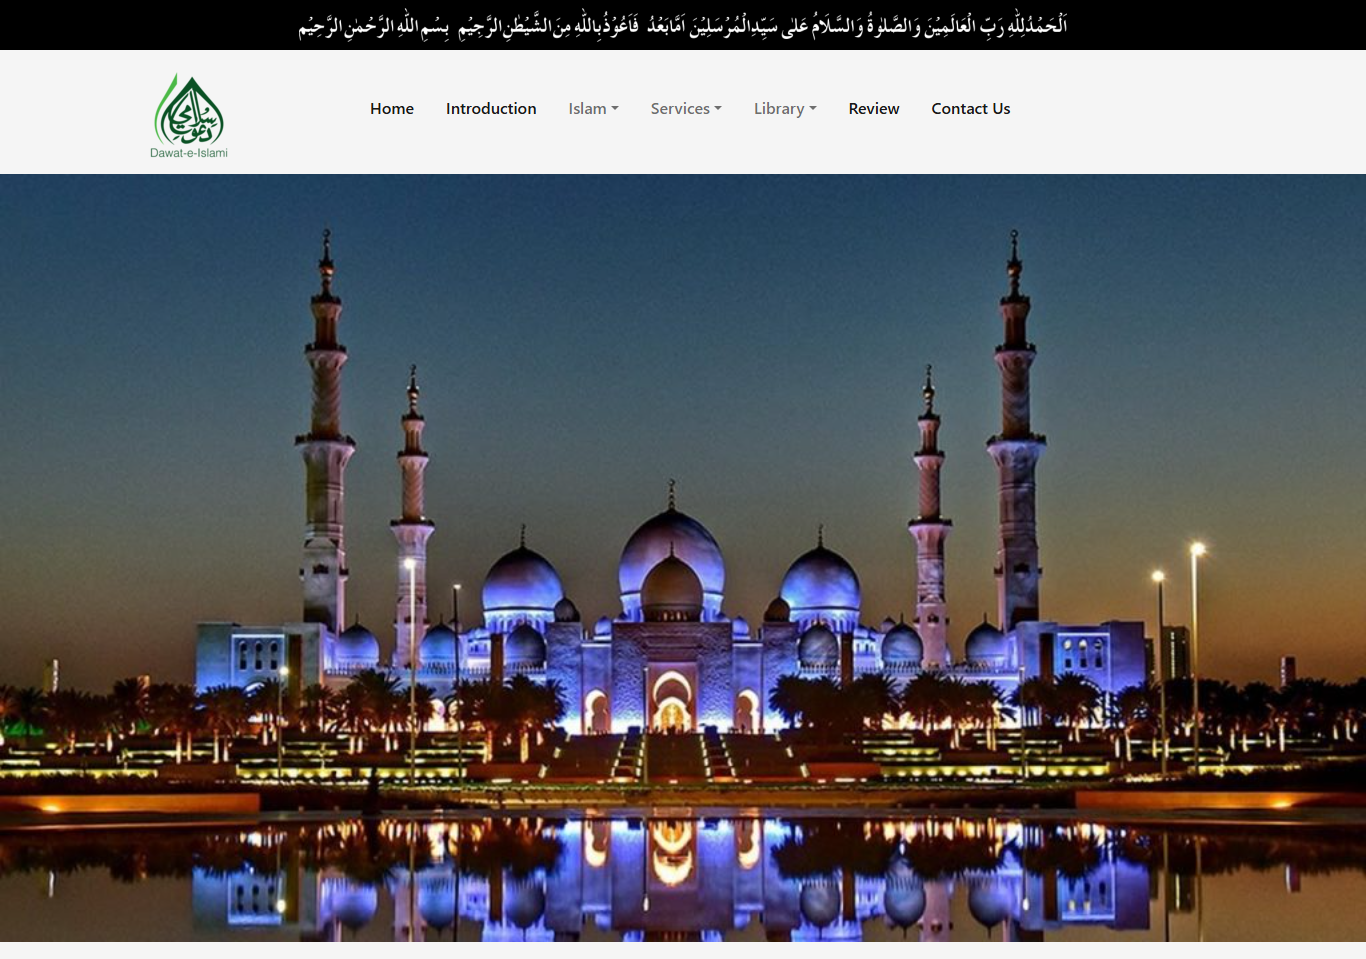 اَلْحَمْدُلِلّٰهِ رَبِّ الْعَالَمِيْنَ وَالصَّلٰوةُ وَالسَّلَامُ عَلٰى سَيِّدِالْمُرْسَلِيْنَ اَمَّابَعْدُ فَاَعُوْذُبِاللّٰهِ مِنَ الشَّيْطٰنِ الرَّجِيْمِ بِسْمِ اللّٰهِ الرَّحْمٰنِ الرَّحِيْم
دعوت اسلامی
Dawat-e-Islami
Home Introduction Islam Services Library Review Contact Us